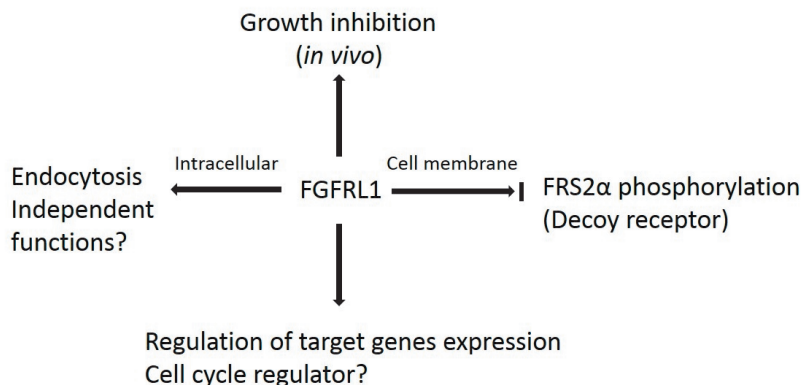 Growth inhibition
(in vivo)
Intracellular
Cell membrane
Endocytosis
Independent
functions?
FGFRL1
FRS2α phosphorylation
(Decoy receptor)
Regulation of target genes expression
Cell cycle regulator?